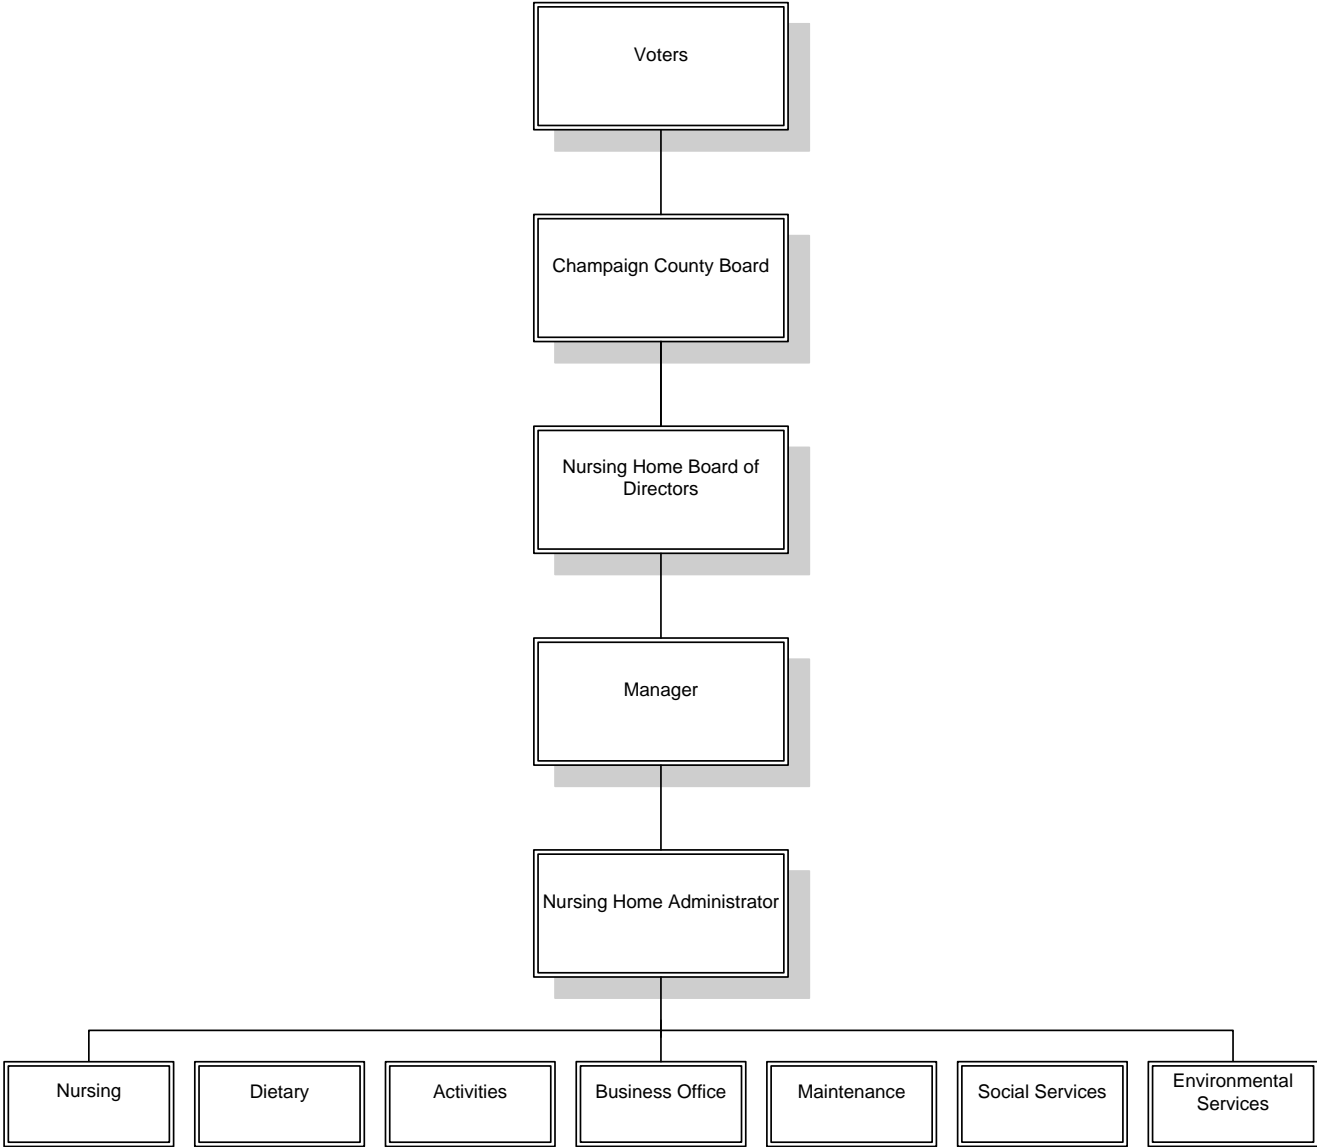 Voters
Champaign County Board
Nursing Home Board of
Directors
Manager
Nursing Home Administrator
Nursing
Dietary
Activities
Business Office
Maintenance
Social Services
Environmental
Services